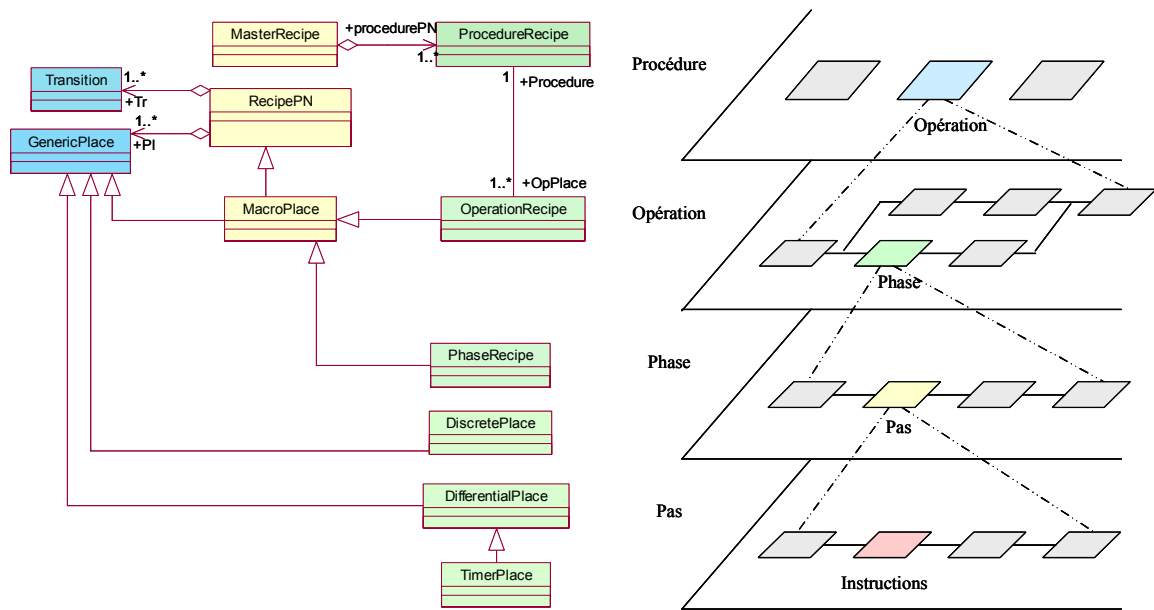 MasterRecipe
+procedurePN
1..*
ProcedureRecipe
Transition
1..*
+Tr
RecipePN
1
+Procedure
GenericPlace
1..*
+Pl
1..*
+OpPlace
MacroPlace
OperationRecipe
PhaseRecipe
DiscretePlace
DifferentialPlace
TimerPlace
Procédure
Opération
Opération
Phase
Phase
Pas
Pas
Instructions